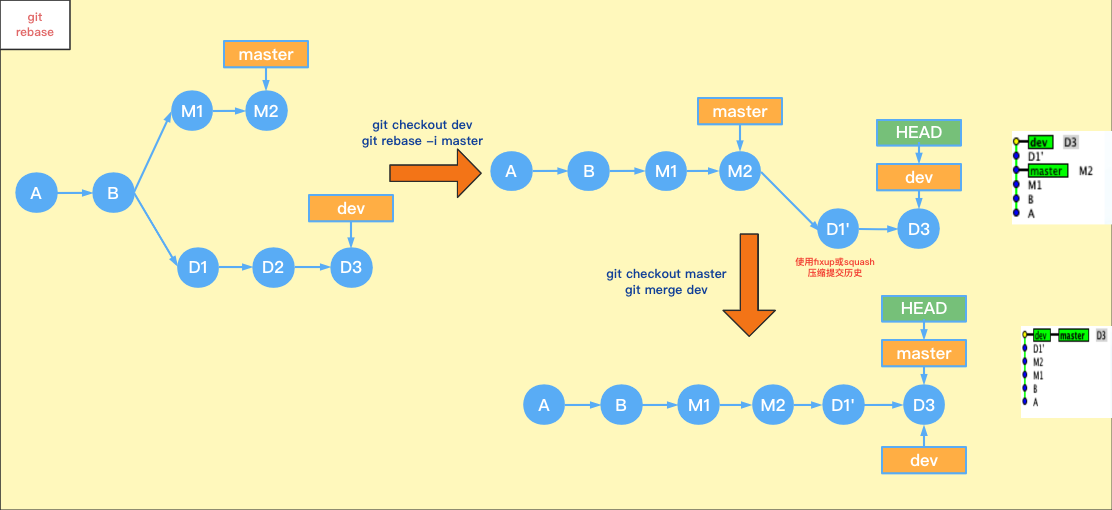 git
rebase
master
M1
M2
A
B
dev
D1
D2
D3
git checkout dev
git rebase -i master
master
A
B
M1
M2
HEAD
dev
D1'
D3
使用fixup或squash
压缩提交历史
dev D3
D1'
master M2
M1
B
A
git checkout master
git merge dev
HEAD
master
A
B
M1
M2
D1'
D3
dev
dev master D3
D1'
M2
M1
B
A